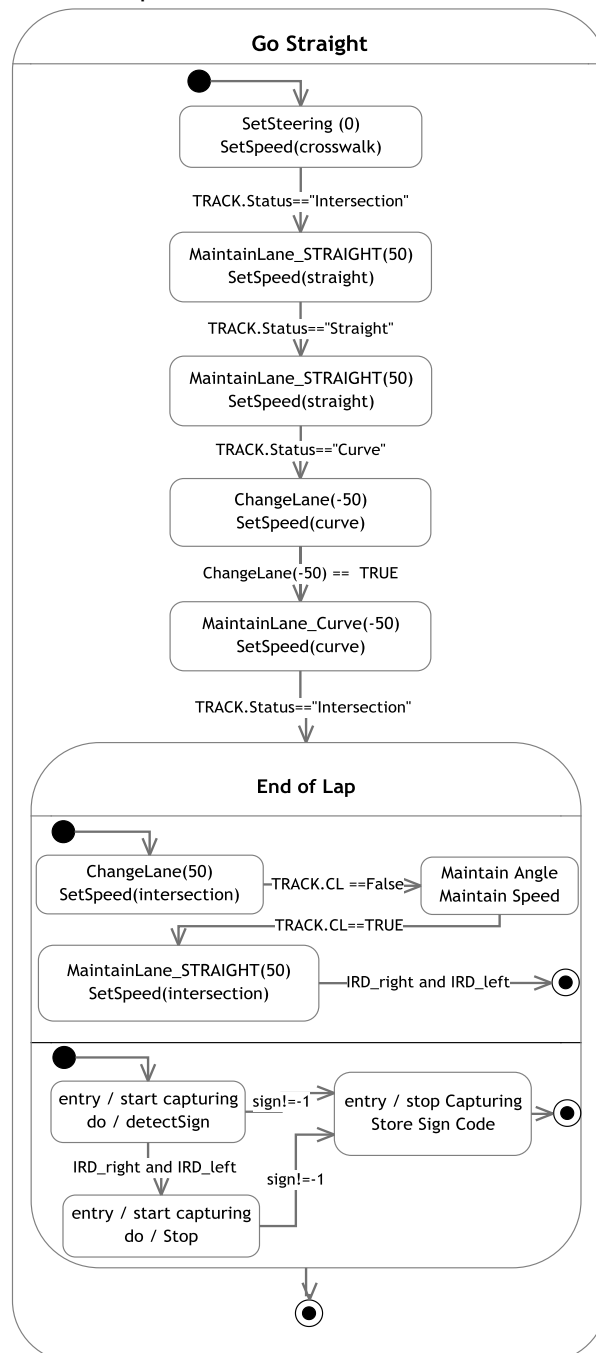 Go Straight
SetSteering (0)
SetSpeed(crosswalk)
TRACK.Status=="Intersection"
MaintainLane_STRAIGHT(50)
SetSpeed(straight)
TRACK.Status=="Straight"
MaintainLane_STRAIGHT(50)
SetSpeed(straight)
TRACK.Status=="Curve"
ChangeLane(-50)
SetSpeed(curve)
ChangeLane(-50) == TRUE
MaintainLane_Curve(-50)
SetSpeed(curve)
TRACK.Status=="Intersection"
End of Lap
ChangeLane(50)
SetSpeed(intersection)
TRACK.CL ==False
Maintain Angle
Maintain Speed
TRACK.CL==TRUE
MaintainLane_STRAIGHT(50)
SetSpeed(intersection)
IRD_right and IRD_left
entry / start capturing
do / detectSign
sign!=-1
entry / stop Capturing
Store Sign Code
IRD_right and IRD_left
sign!=-1
entry / start capturing
do / Stop